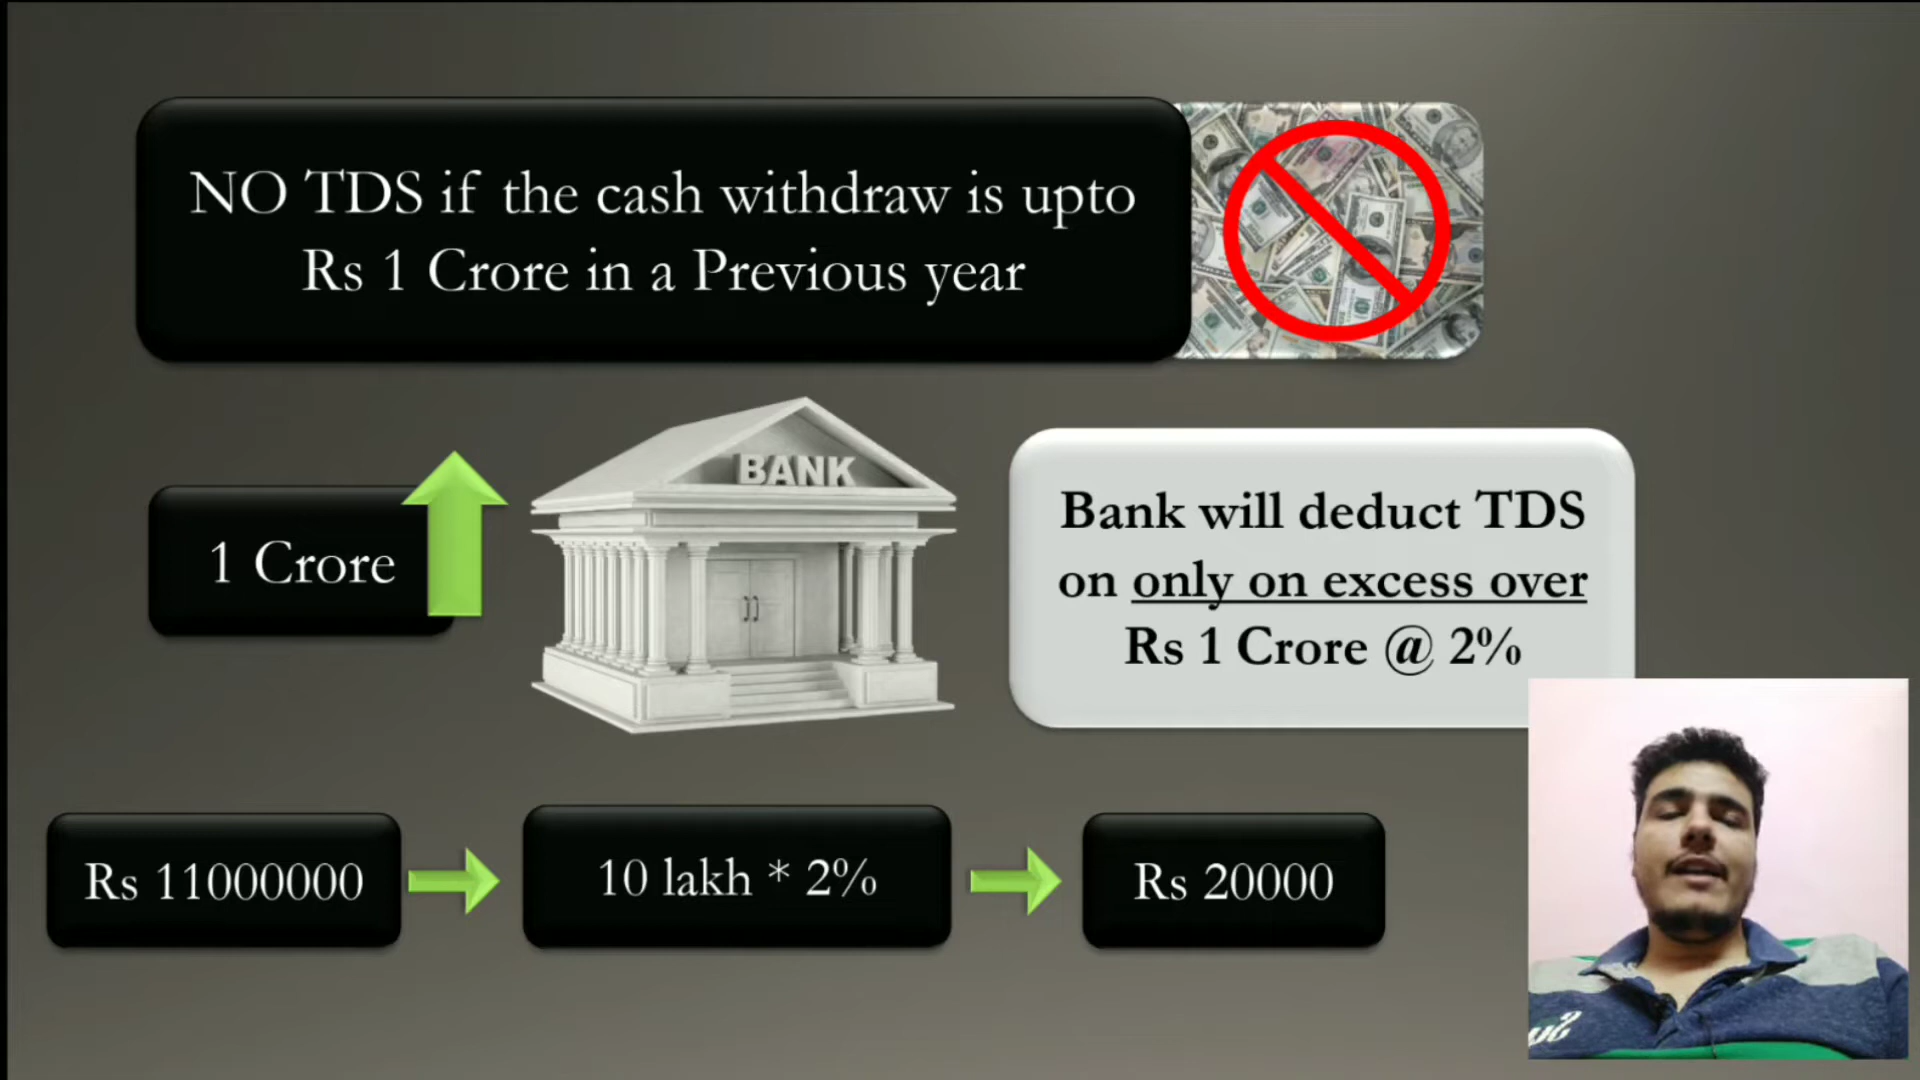 NO TDS if the cash withdraw is upto
Rs 1 Crore in a Previous year
BANK
1 Crore
Bank will deduct TDS
on only on excess over
Rs 1 Crore @ 2%
Rs 11000000
10 lakh * 2%
Rs 20000